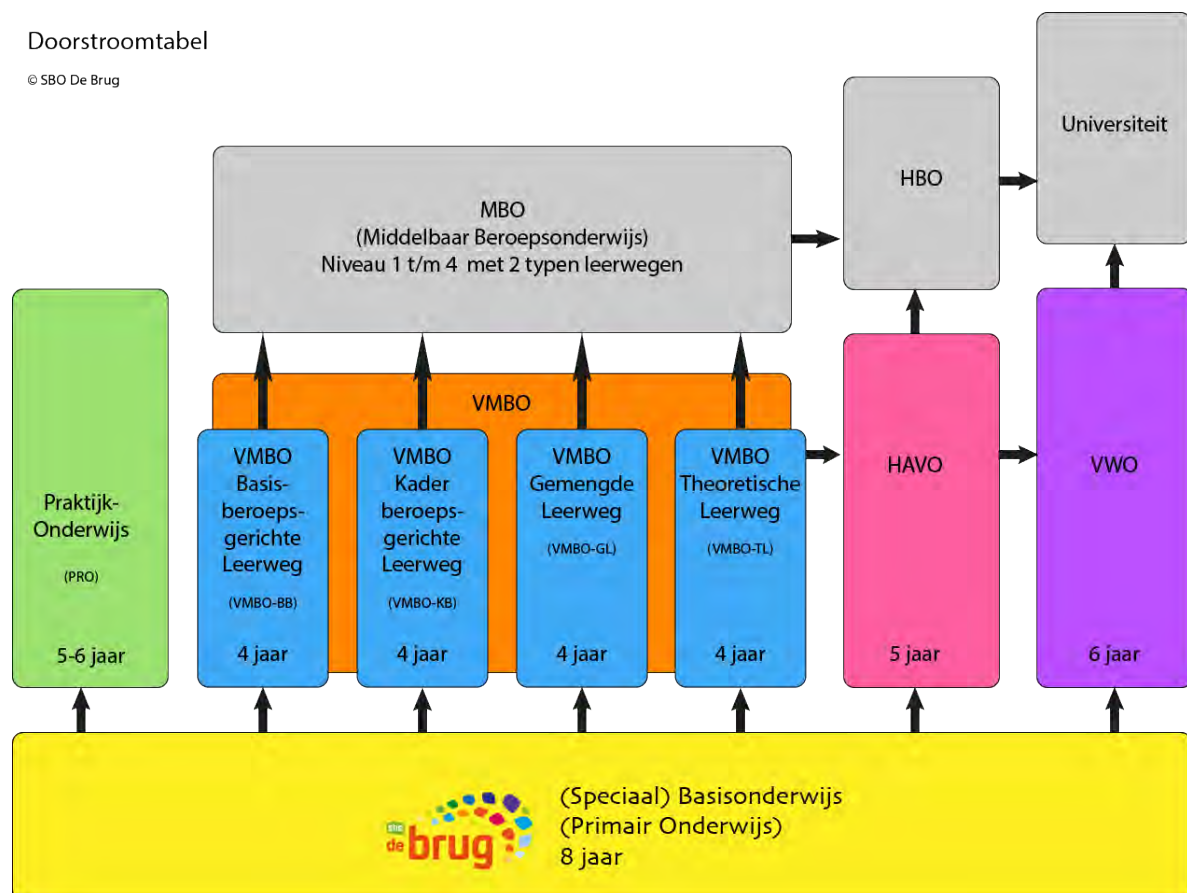 Doorstroomtabel
© SBO De Brug
Universiteit
HBO
MBO
(Middelbaar Beroepsonderwijs)
Niveau 1 t/m 4 met 2 typen leerwegen
VMBO
Praktijk-
Onderwijs
(PRO)
5-6 jaar
VMBO
Basis-
beroeps-
gerichte
Leerweg
(VMBO-BB)
4 jaar
VMBO
Kader
beroeps-
gerichte
Leerweg
(VMBO-KB)
4 jaar
VMBO
Gemengde
Leerweg
(VMBO-GL)
4 jaar
VMBO
Theoretische
Leerweg
(VMBO-TL)
4 jaar
HAVO
5 jaar
VWO
6 jaar
sbo
de brug
(Speciaal) Basisonderwijs
(Primair Onderwijs)
8 jaar